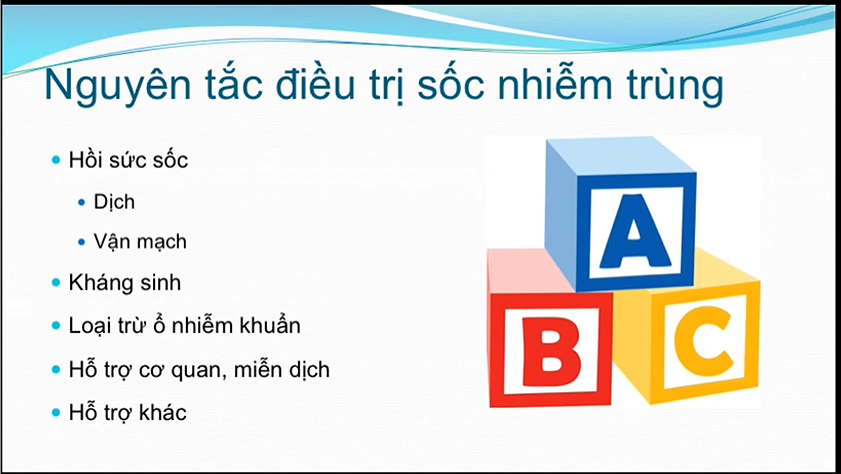 Nguyên tắc điều trị sốc nhiễm trùng
Hồi sức sốc
Dịch
Vận mạch
Kháng sinh
Loại trừ ổ nhiễm khuẩn
Hỗ trợ cơ quan, miễn dịch
Hỗ trợ khác
A
B C